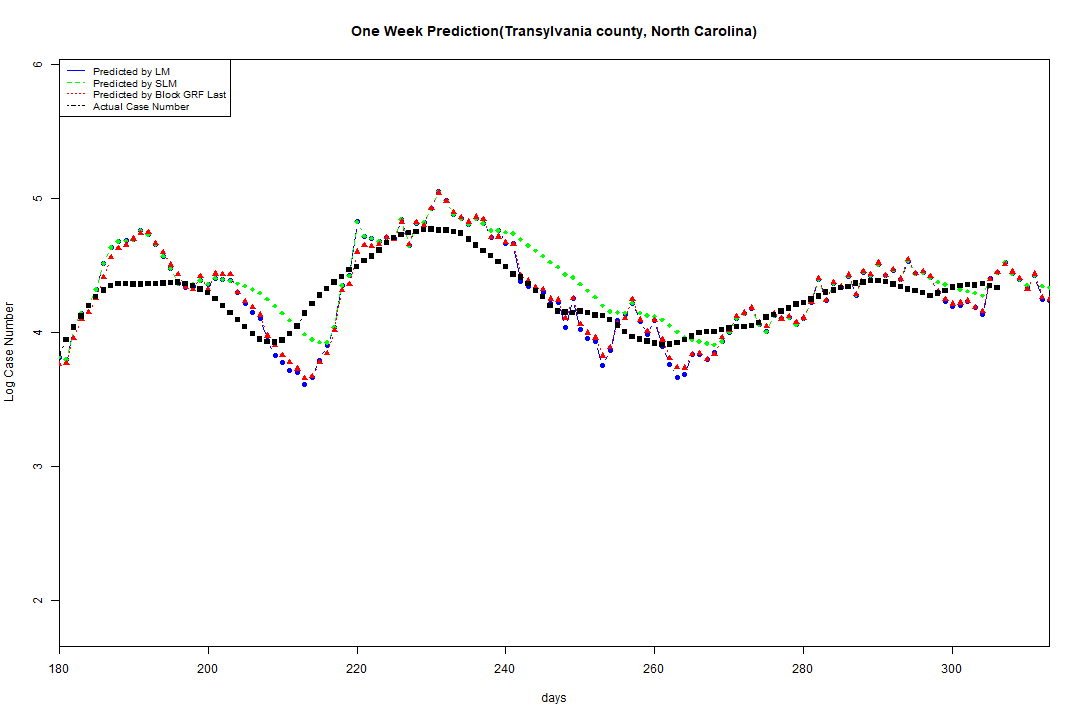 One Week Prediction(Transylvania county, North Carolina)
Predicted by LM
Predicted by SLM
Predicted by Block GRF Last
Actual Case Number
Log Case Number
6
5
4
3
2
180 200 220 240 260 280 300
days